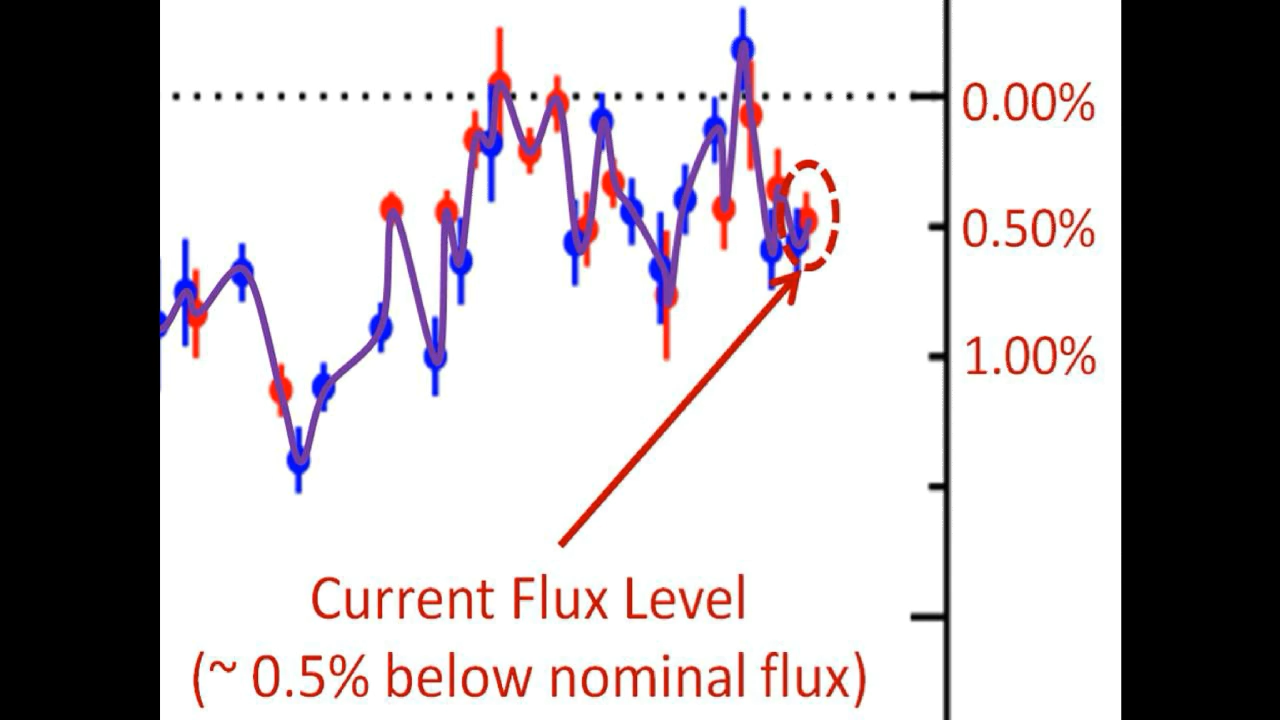 0.00%
0.50%
1.00%
Current Flux Level
(~ 0.5% below nominal flux)